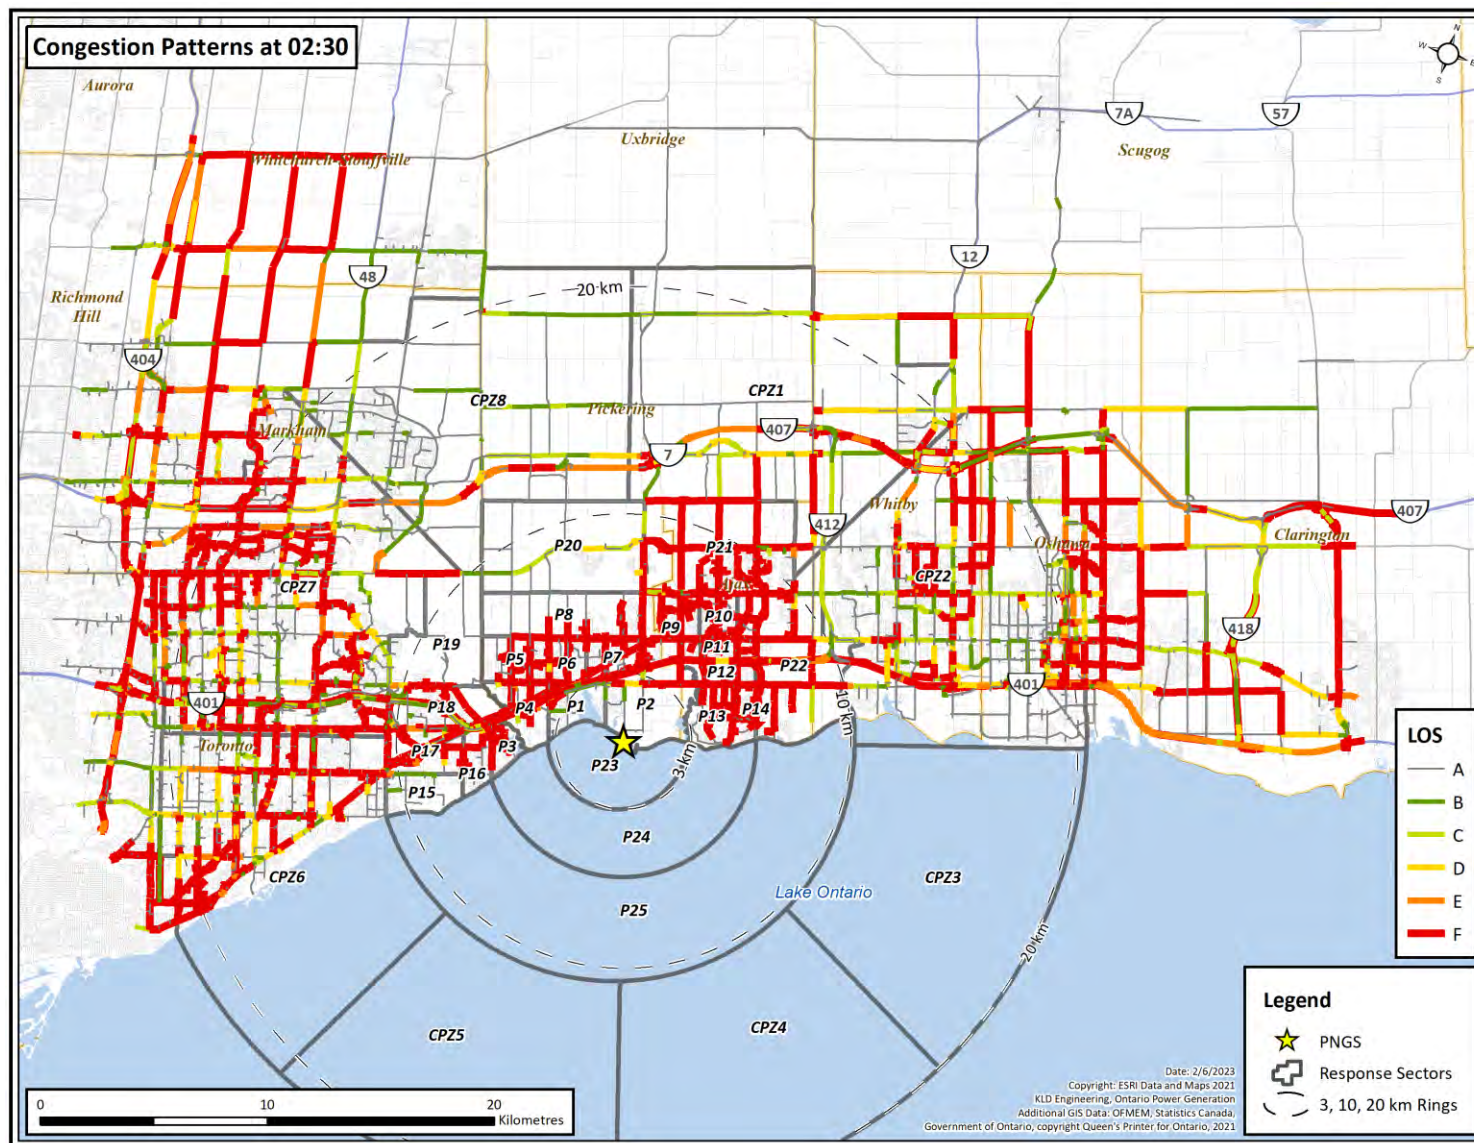 Congestion Patterns at 02:30
Aurora
Whitchurch-Stouffville
Uxbridge
7A
57
Scugog
N
W
E
S
12
48
20 km
Richmond
Hill
404
CPZ8
CPZ1
Pickering
Markham
407
7
Whitby
412
407
Clarington
Oshawa
P20
P21
Ajax
CPZ7
CPZ2
P8
P10
P9
418
P19
P5
P6
P7
P11
P12
P22
401
401
P18
P4
P1
P2
P13
P14
10 km
Toronto
P17
P3
P16
P23
3 km
P15
LOS
A
B
C
D
E
F
P24
CPZ6
CPZ3
Lake Ontario
P25
20 km
CPZ5
CPZ4
Legend
PNGS
Response Sectors
3, 10, 20 km Rings
Date: 2/6/2023
Copyright: ESRI Data and Maps 2021
KLD Engineering, Ontario Power Generation
Additional GIS Data: OFMEM, Statistics Canada,
Government of Ontario, copyright Queen's Printer for Ontario, 2021
0 10 20
Kilometres